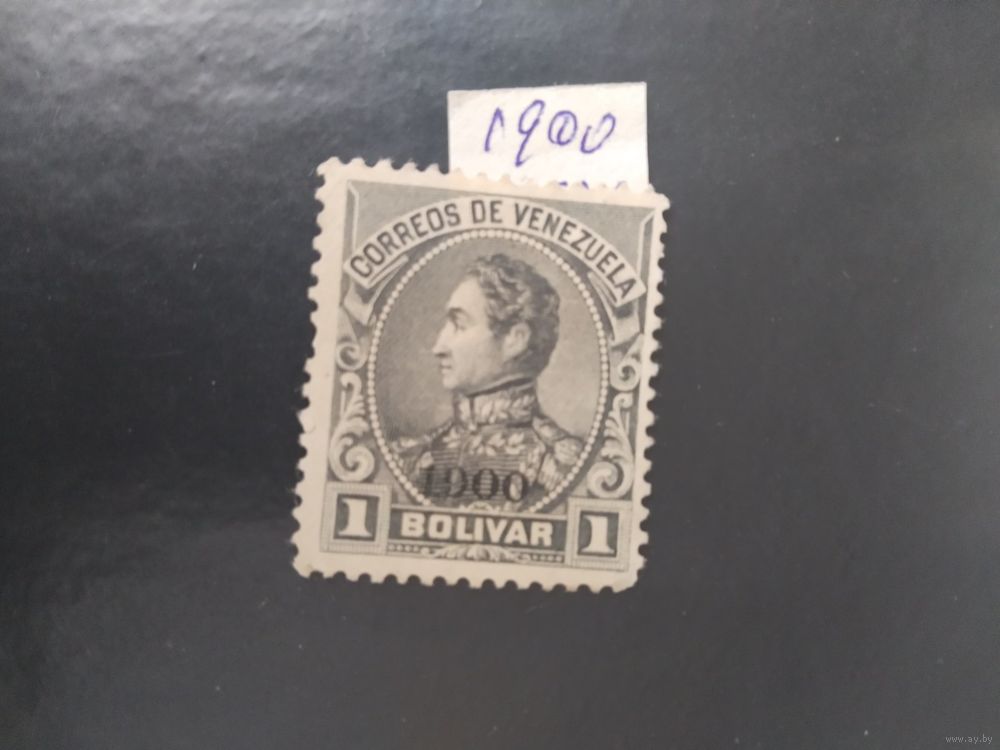 1900
CORREOS DE VENEZUELA
1900
1 BOLIVAR 1
www.ay.by